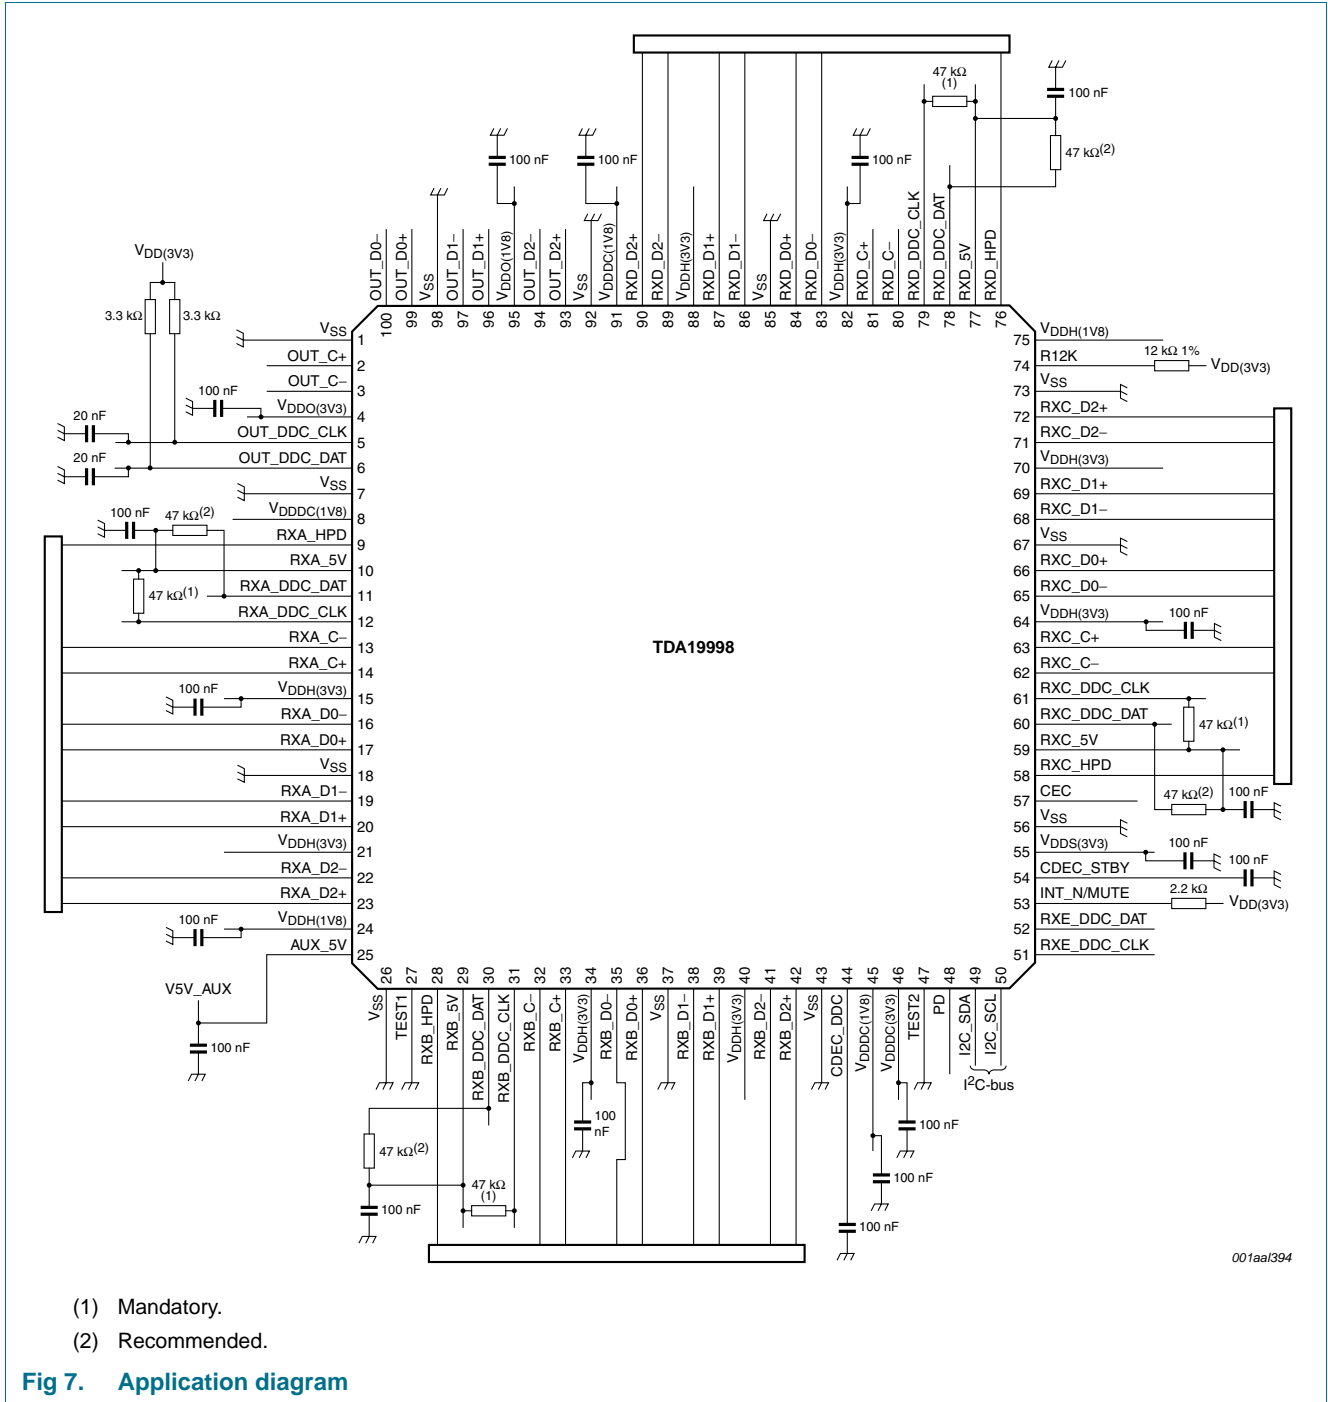 47 kΩ
(1)
100 nF
47 kΩ(2)
100 nF
100 nF
100 nF
OUT_D0−
OUT_D0+
VSS
OUT_D1−
OUT_D1+
VDDO(1V8)
OUT_D2−
OUT_D2+
VSS
VDDDC(1V8)
RXD_D2+
RXD_D2−
VDDH(3V3)
RXD_D1+
RXD_D1−
VSS
RXD_D0+
RXD_D0−
VDDH(3V3)
RXD_C+
RXD_C−
RXD_DDC_CLK
RXD_DDC_DAT
RXD_5V
RXD_HPD
100
99
98
97
96
95
94
93
92
91
90
89
88
87
86
85
84
83
82
81
80
79
78
77
76
VDD(3V3)
3.3 kΩ
3.3 kΩ
VSS 1
OUT_C+ 2
OUT_C− 3
100 nF
VDDO(3V3) 4
20 nF
OUT_DDC_CLK 5
20 nF
OUT_DDC_DAT 6
VSS 7
VDDDC(1V8) 8
100 nF
47 kΩ(2)
RXA_HPD 9
RXA_5V 10
47 kΩ(1)
RXA_DDC_DAT 11
RXA_DDC_CLK 12
RXA_C− 13
RXA_C+ 14
100 nF
VDDH(3V3) 15
RXA_D0− 16
RXA_D0+ 17
VSS 18
RXA_D1− 19
RXA_D1+ 20
VDDH(3V3) 21
RXA_D2− 22
RXA_D2+ 23
100 nF
VDDH(1V8) 24
AUX_5V 25
V5V_AUX
100 nF
TDA19998
75 VDDH(1V8)
74 R12K
12 kΩ 1%
VDD(3V3)
73 VSS
72 RXC_D2+
71 RXC_D2−
70 VDDH(3V3)
69 RXC_D1+
68 RXC_D1−
67 VSS
66 RXC_D0+
65 RXC_D0−
64 VDDH(3V3)
100 nF
63 RXC_C+
62 RXC_C−
61 RXC_DDC_CLK
60 RXC_DDC_DAT
47 kΩ(1)
59 RXC_5V
58 RXC_HPD
57 CEC
47 kΩ(2)
100 nF
56 VSS
55 VDDS(3V3)
100 nF
54 CDEC_STBY
100 nF
53 INT_N/MUTE
2.2 kΩ
VDD(3V3)
52 RXE_DDC_DAT
51 RXE_DDC_CLK
26
27
28
29
30
31
32
33
34
35
36
37
38
39
40
41
42
43
44
45
46
47
48
49
50
VSS
TEST1
RXB_HPD
RXB_5V
RXB_DDC_DAT
RXB_DDC_CLK
RXB_C−
RXB_C+
VDDH(3V3)
RXB_D0−
RXB_D0+
VSS
RXB_D1−
RXB_D1+
VDDH(3V3)
RXB_D2−
RXB_D2+
VSS
CDEC_DDC
VDDDC(1V8)
VDDDC(3V3)
TEST2
PD
I2C_SDA
I2C_SCL
I2C-bus
100
nF
100 nF
47 kΩ(2)
100 nF
47 kΩ
(1)
100 nF
100 nF
001aal394
(1) Mandatory.
(2) Recommended.
Fig 7. Application diagram